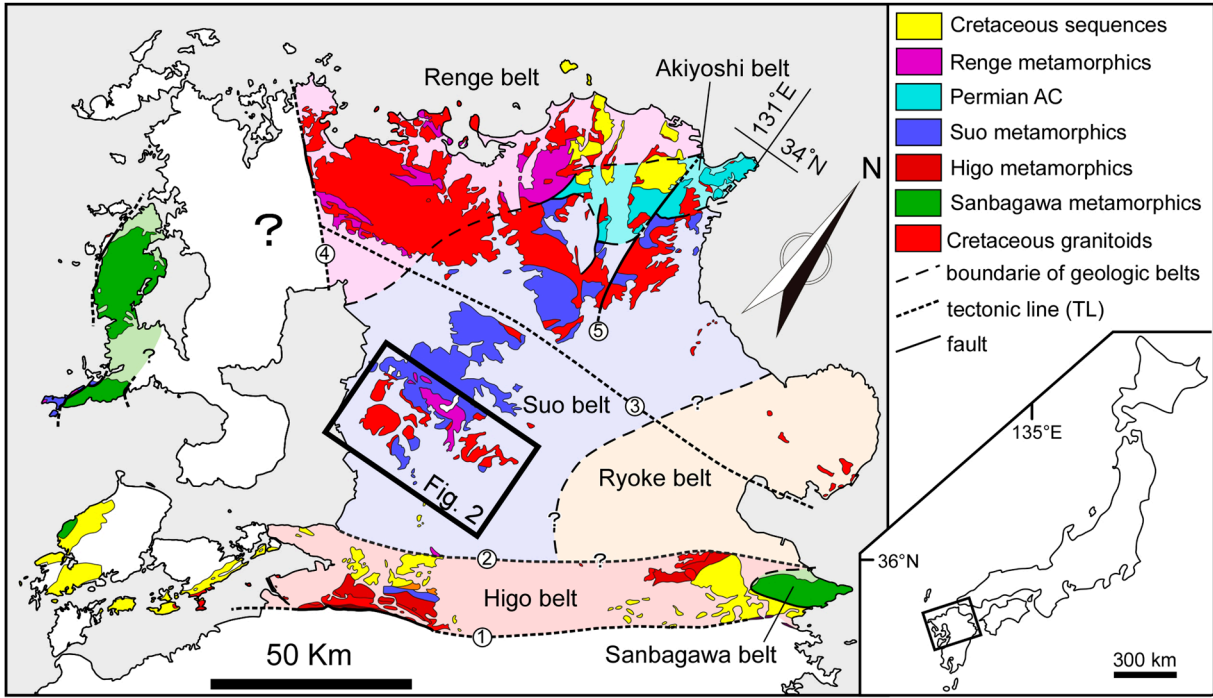 Renge belt
Akiyoshi belt
131°E
34°N
N
?
4
5
Suo belt
3
?
Ryoke belt
Fig. 2
?
?
?
2
Higo belt
1
Sanbagawa belt
50 Km
Cretaceous sequences
Renge metamorphics
Permian AC
Suo metamorphics
Higo metamorphics
Sanbagawa metamorphics
Cretaceous granitoids
boundarie of geologic belts
tectonic line (TL)
fault
135°E
36°N
300 km